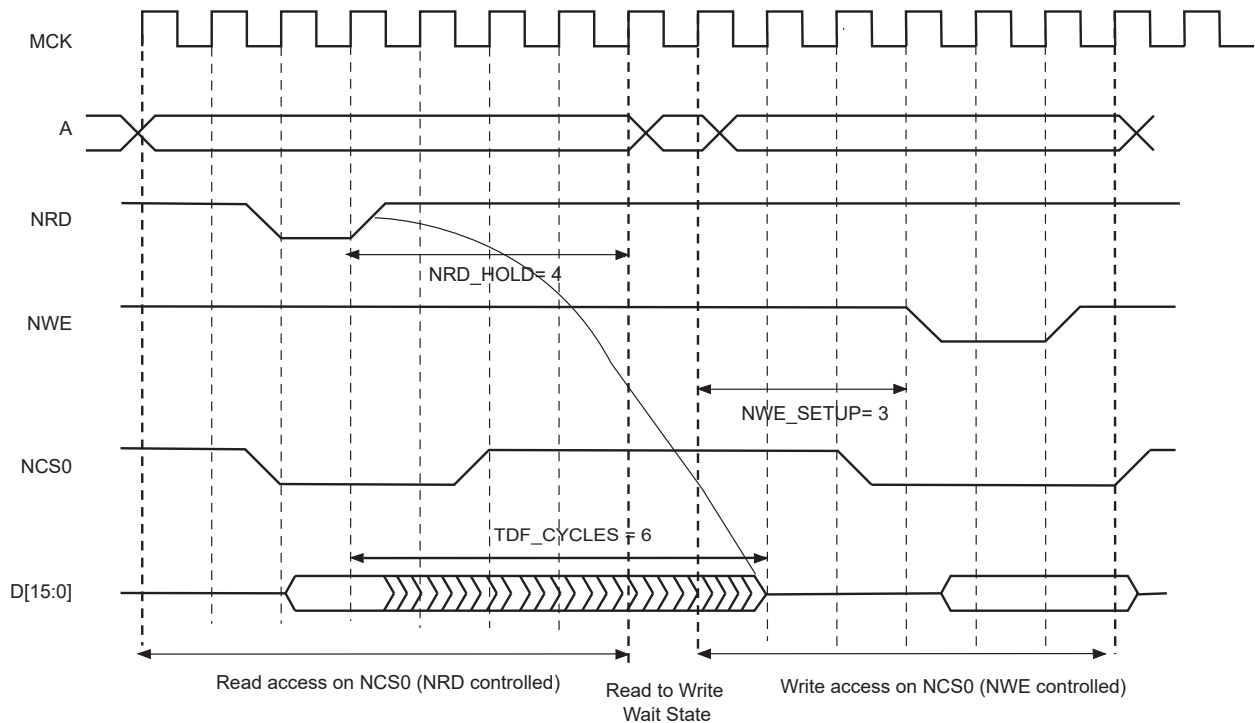 MCK
A
NRD
NRD_HOLD= 4
NWE
NWE_SETUP= 3
NCS0
TDF_CYCLES = 6
D[15:0]
Read access on NCS0 (NRD controlled)
Read to Write
Wait State
Write access on NCS0 (NWE controlled)